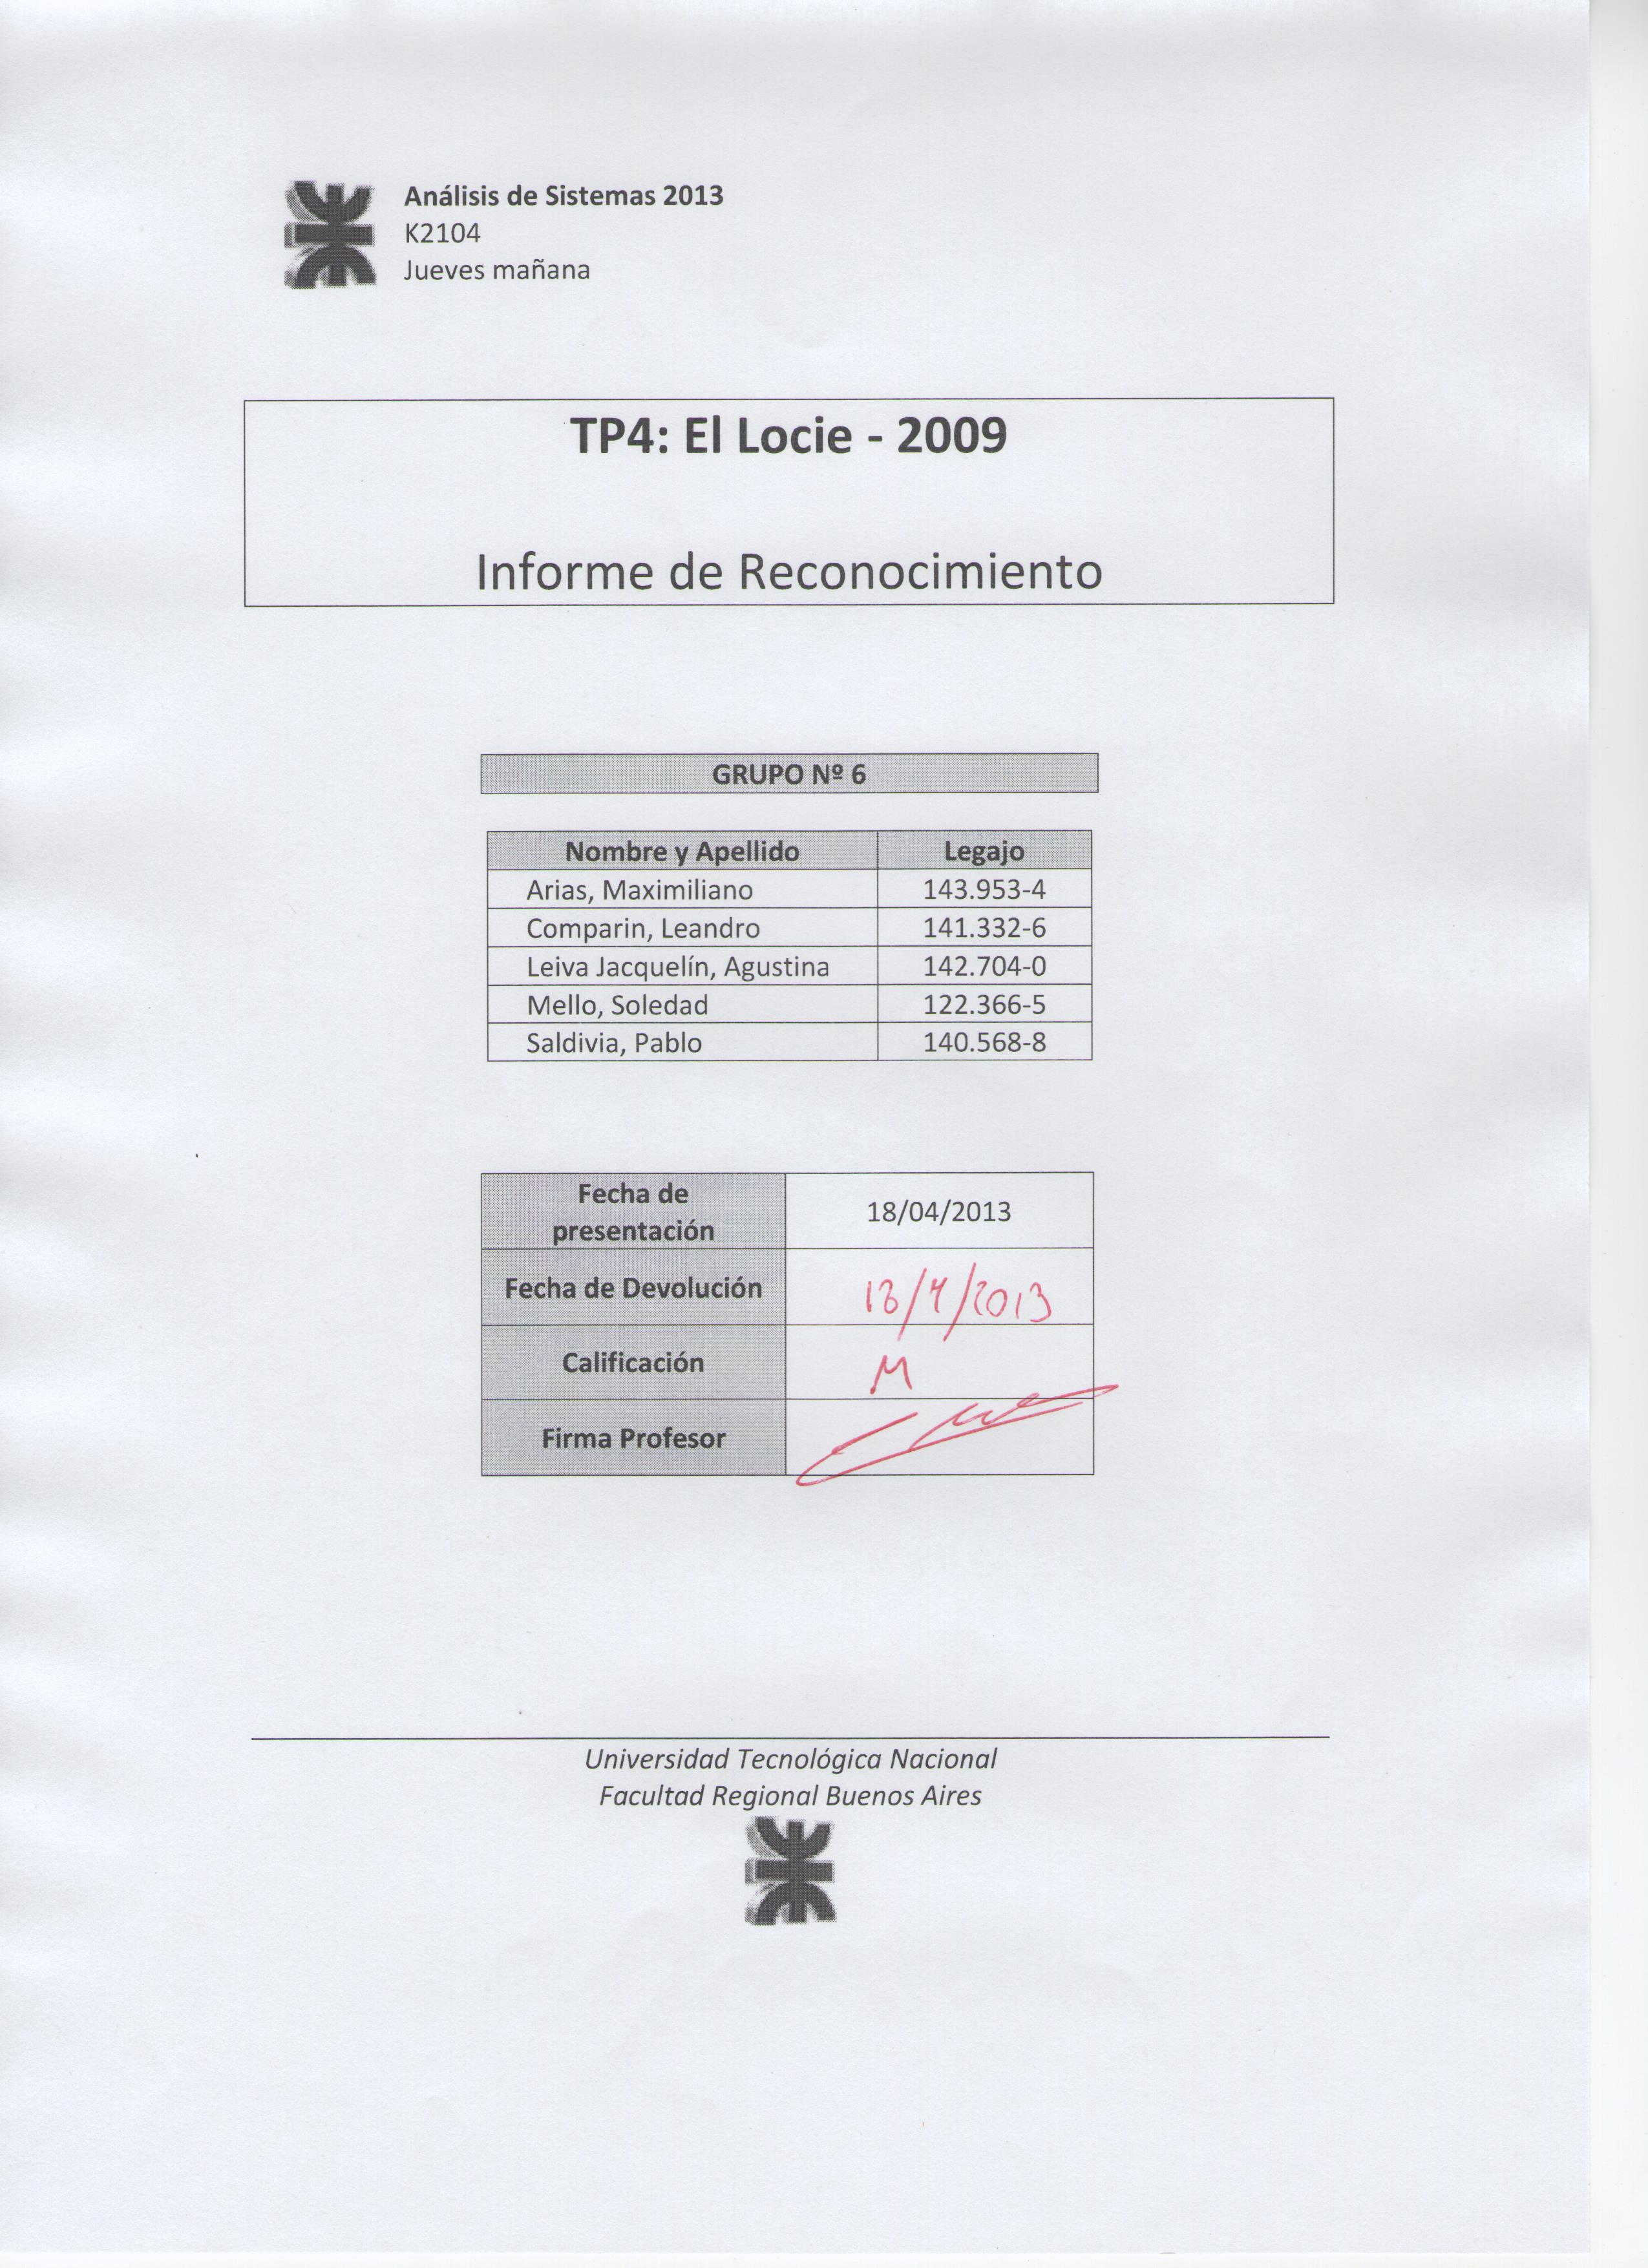 Análisis de Sistemas 2013
K2104
Jueves mañana
TP4: El Locie - 2009
Informe de Reconocimiento
GRUPO Nº 6
Nombre y Apellido Legajo
Arias, Maximiliano 143.953-4
Comparin, Leandro 141.332-6
Leiva Jacquelín, Agustina 142.704-0
Mello, Soledad 122.366-5
Saldivia, Pablo 140.568-8
Fecha de
presentación 18/04/2013
Fecha de Devolución 18/4/2013
Calificación M
Firma Profesor
Universidad Tecnológica Nacional
Facultad Regional Buenos Aires